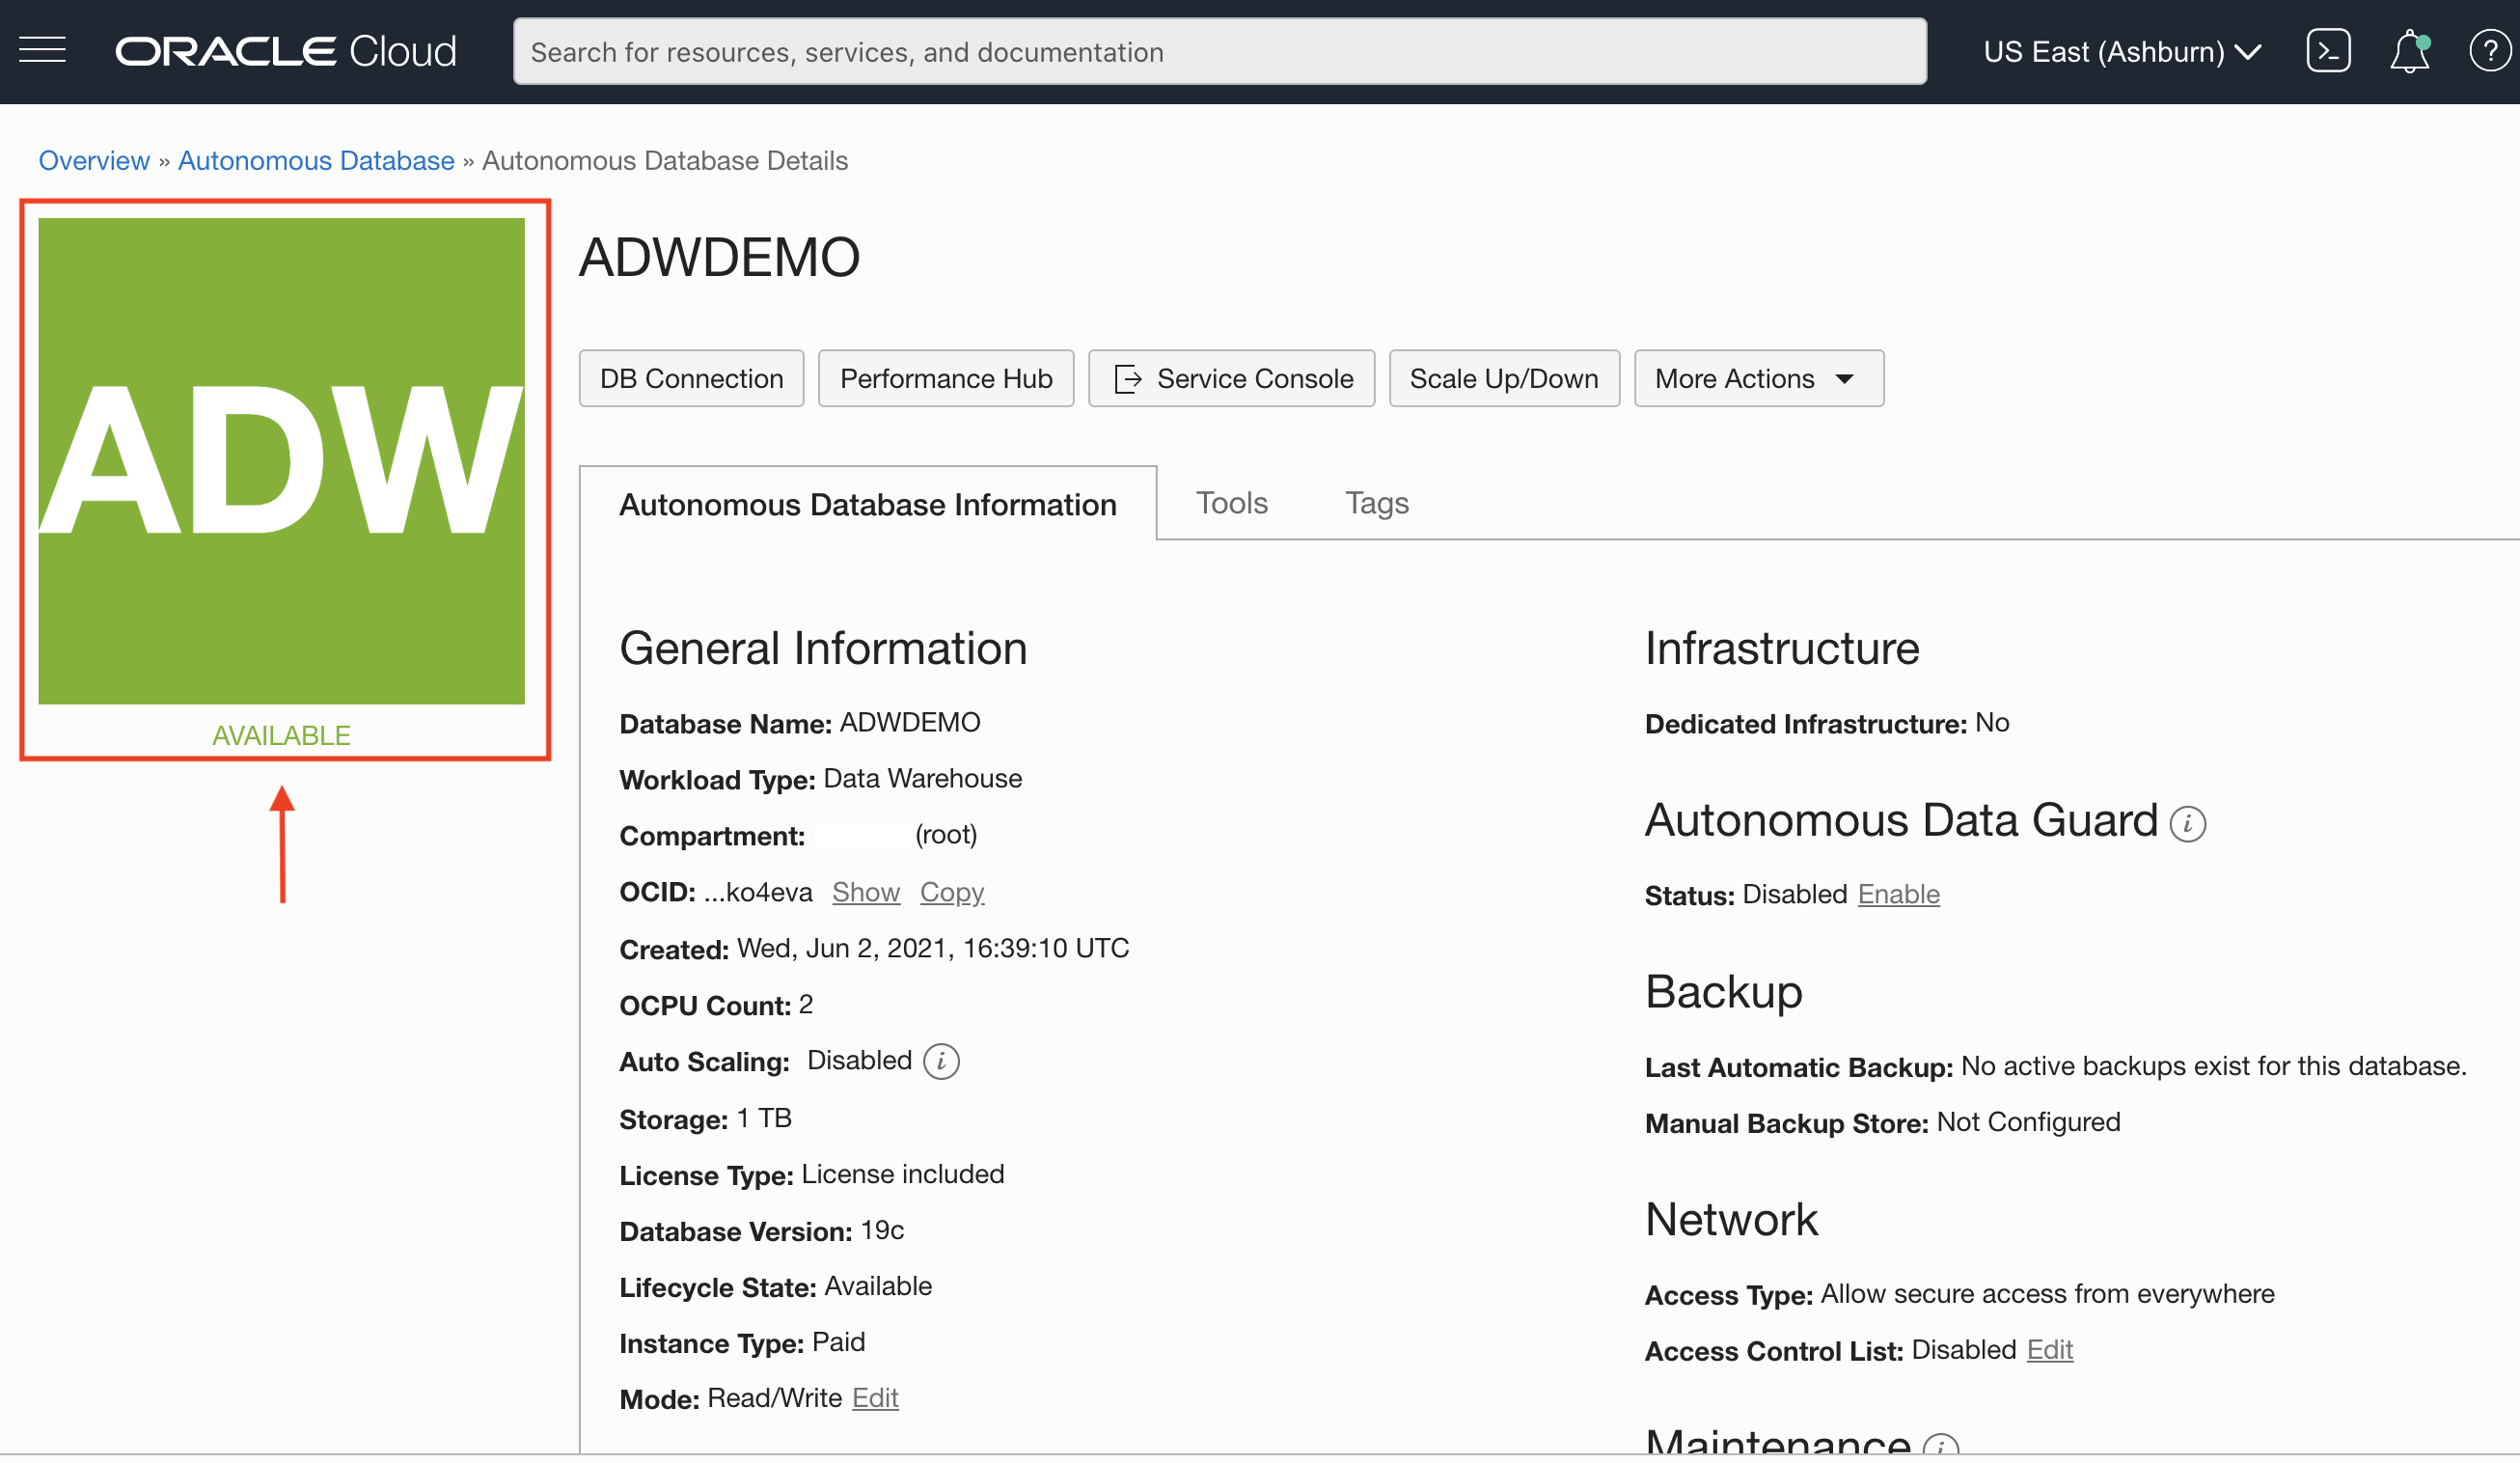 ORACLE Cloud
Search for resources, services, and documentation
US East (Ashburn)
Overview » Autonomous Database » Autonomous Database Details
ADW
AVAILABLE
ADWDEMO
DB Connection
Performance Hub
Service Console
Scale Up/Down
More Actions
Autonomous Database Information
Tools
Tags
General Information
Database Name: ADWDEMO
Workload Type: Data Warehouse
Compartment: (root)
OCID: ...ko4eva Show Copy
Created: Wed, Jun 2, 2021, 16:39:10 UTC
OCPU Count: 2
Auto Scaling: Disabled i
Storage: 1 TB
License Type: License included
Database Version: 19c
Lifecycle State: Available
Instance Type: Paid
Mode: Read/Write Edit
Infrastructure
Dedicated Infrastructure: No
Autonomous Data Guard i
Status: Disabled Enable
Backup
Last Automatic Backup: No active backups exist for this database.
Manual Backup Store: Not Configured
Network
Access Type: Allow secure access from everywhere
Access Control List: Disabled Edit
Maintenance i